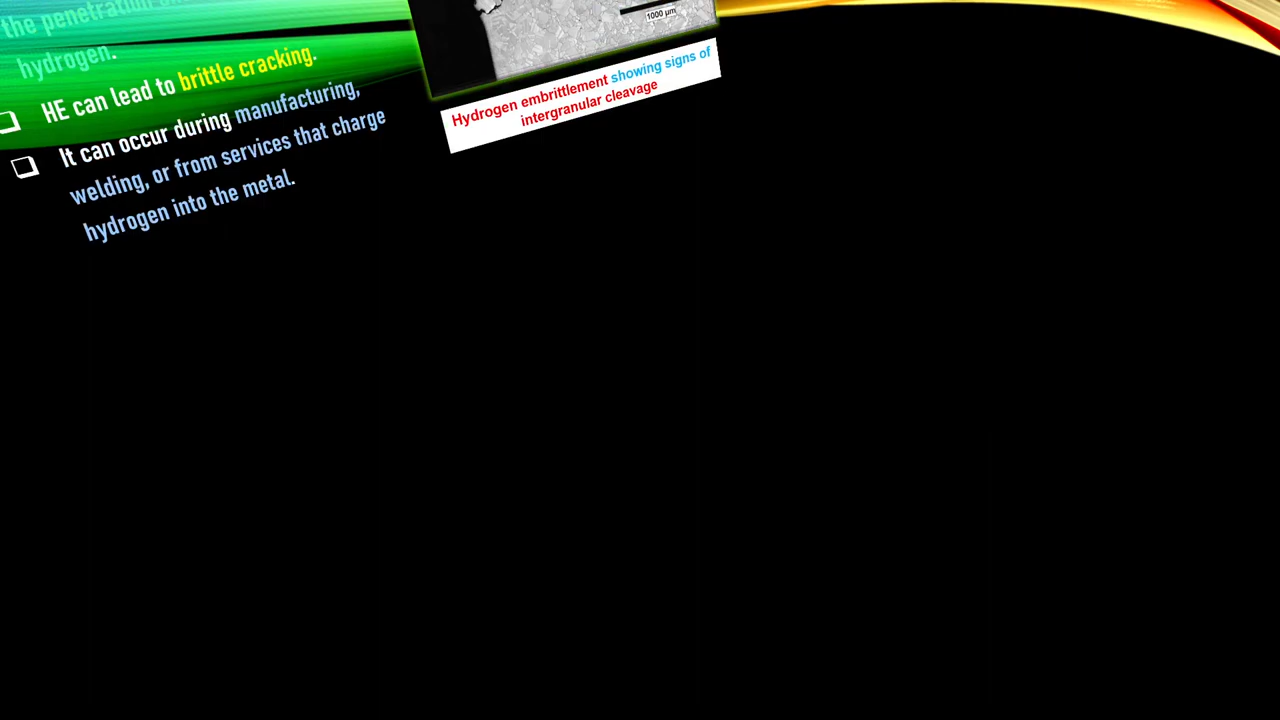 the penetration
hydrogen.
HE can lead to brittle cracking.
It can occur during manufacturing,
welding, or from services that charge
hydrogen into the metal.
1000 µm
Hydrogen embrittlement showing signs of
intergranular cleavage